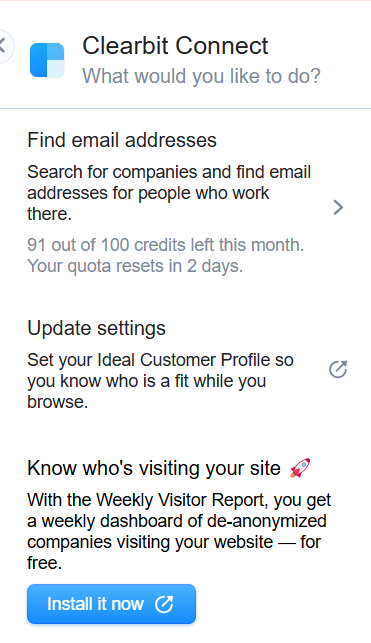 Clearbit Connect
What would you like to do?
Find email addresses
Search for companies and find email
addresses for people who work
there.
91 out of 100 credits left this month.
Your quota resets in 2 days.
Update settings
Set your Ideal Customer Profile so
you know who is a fit while you
browse.
Know who's visiting your site 🚀
With the Weekly Visitor Report, you get
a weekly dashboard of de-anonymized
companies visiting your website — for
free.
Install it now